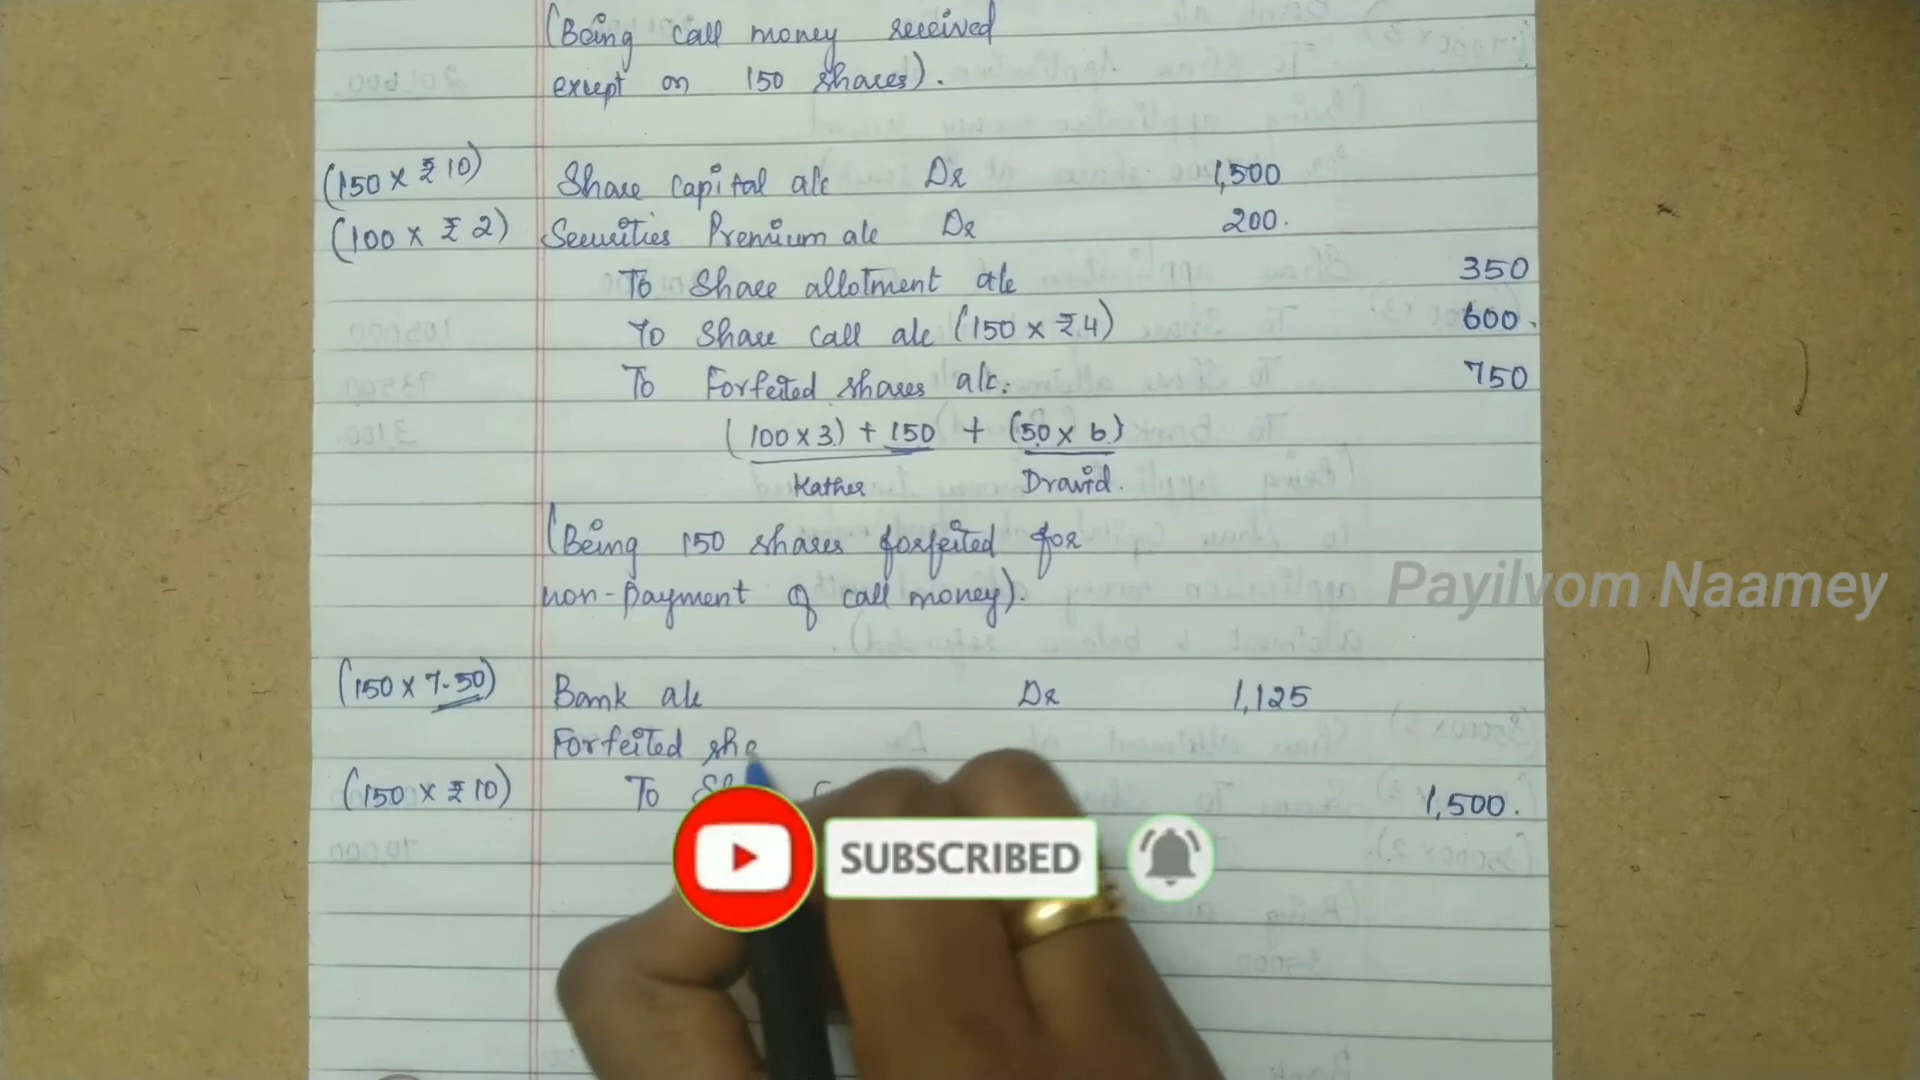 (Being call money received
except on 150 shares).
(150 x ₹ 10) Share Capital a/c Dr 1,500
(100 x ₹ 2) Securities Premium a/c Dr 200.
To Share allotment a/c 350
To Share call a/c (150 x ₹ 4) 600.
To Forfeited shares a/c. 750
(100 x 3) + 150 + (50 x 6)
Kather Dravid.
(Being 150 shares forfeited for
non-payment of call money).
Payilvom Naamey
(150 x 7.50) Bank a/c Dr 1,125
Forfeited sha
(150 x ₹ 10) To 1,500.
SUBSCRIBED